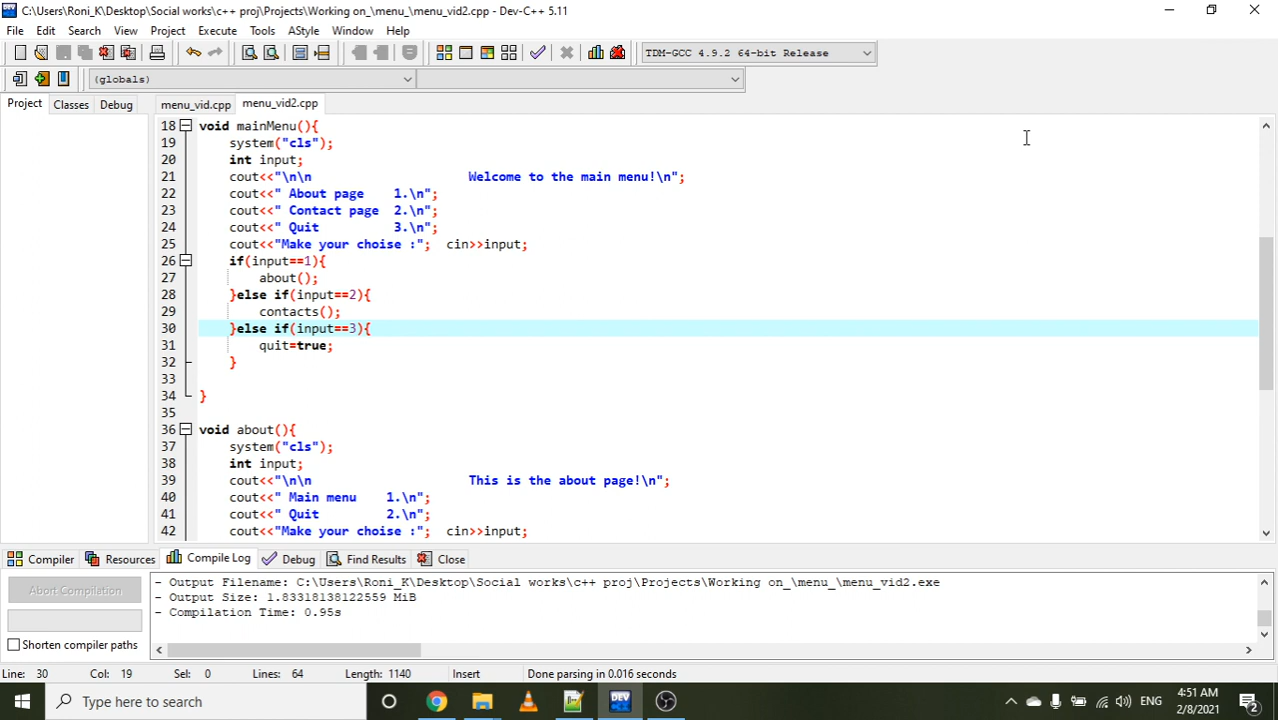 C:\Users\Roni_K\Desktop\Social works\c++ proj\Projects\Working on_\menu_\menu_vid2.cpp - Dev-C++ 5.11
File Edit Search View Project Execute Tools AStyle Window Help
TDM-GCC 4.9.2 64-bit Release
(globals)
Project Classes Debug menu_vid.cpp menu_vid2.cpp
18 void mainMenu(){
19 system("cls");
20 int input;
21 cout<<"\n\n                     Welcome to the main menu!\n";
22 cout<<" About page    1.\n";
23 cout<<" Contact page  2.\n";
24 cout<<" Quit          3.\n";
25 cout<<"Make your choise :";  cin>>input;
26 if(input==1){
27 about();
28 }else if(input==2){
29 contacts();
30 }else if(input==3){
31 quit=true;
32 }
33
34 }
35
36 void about(){
37 system("cls");
38 int input;
39 cout<<"\n\n                     This is the about page!\n";
40 cout<<" Main menu    1.\n";
41 cout<<" Quit         2.\n";
42 cout<<"Make your choise :";  cin>>input;
Compiler Resources Compile Log Debug Find Results Close
Abort Compilation
Shorten compiler paths
- Output Filename: C:\Users\Roni_K\Desktop\Social works\c++ proj\Projects\Working on_\menu_\menu_vid2.exe
- Output Size: 1.83318138122559 MiB
- Compilation Time: 0.95s
Line: 30 Col: 19 Sel: 0 Lines: 64 Length: 1140 Insert Done parsing in 0.016 seconds
Type here to search
DEV
ENG
4:51 AM
2/8/2021
2